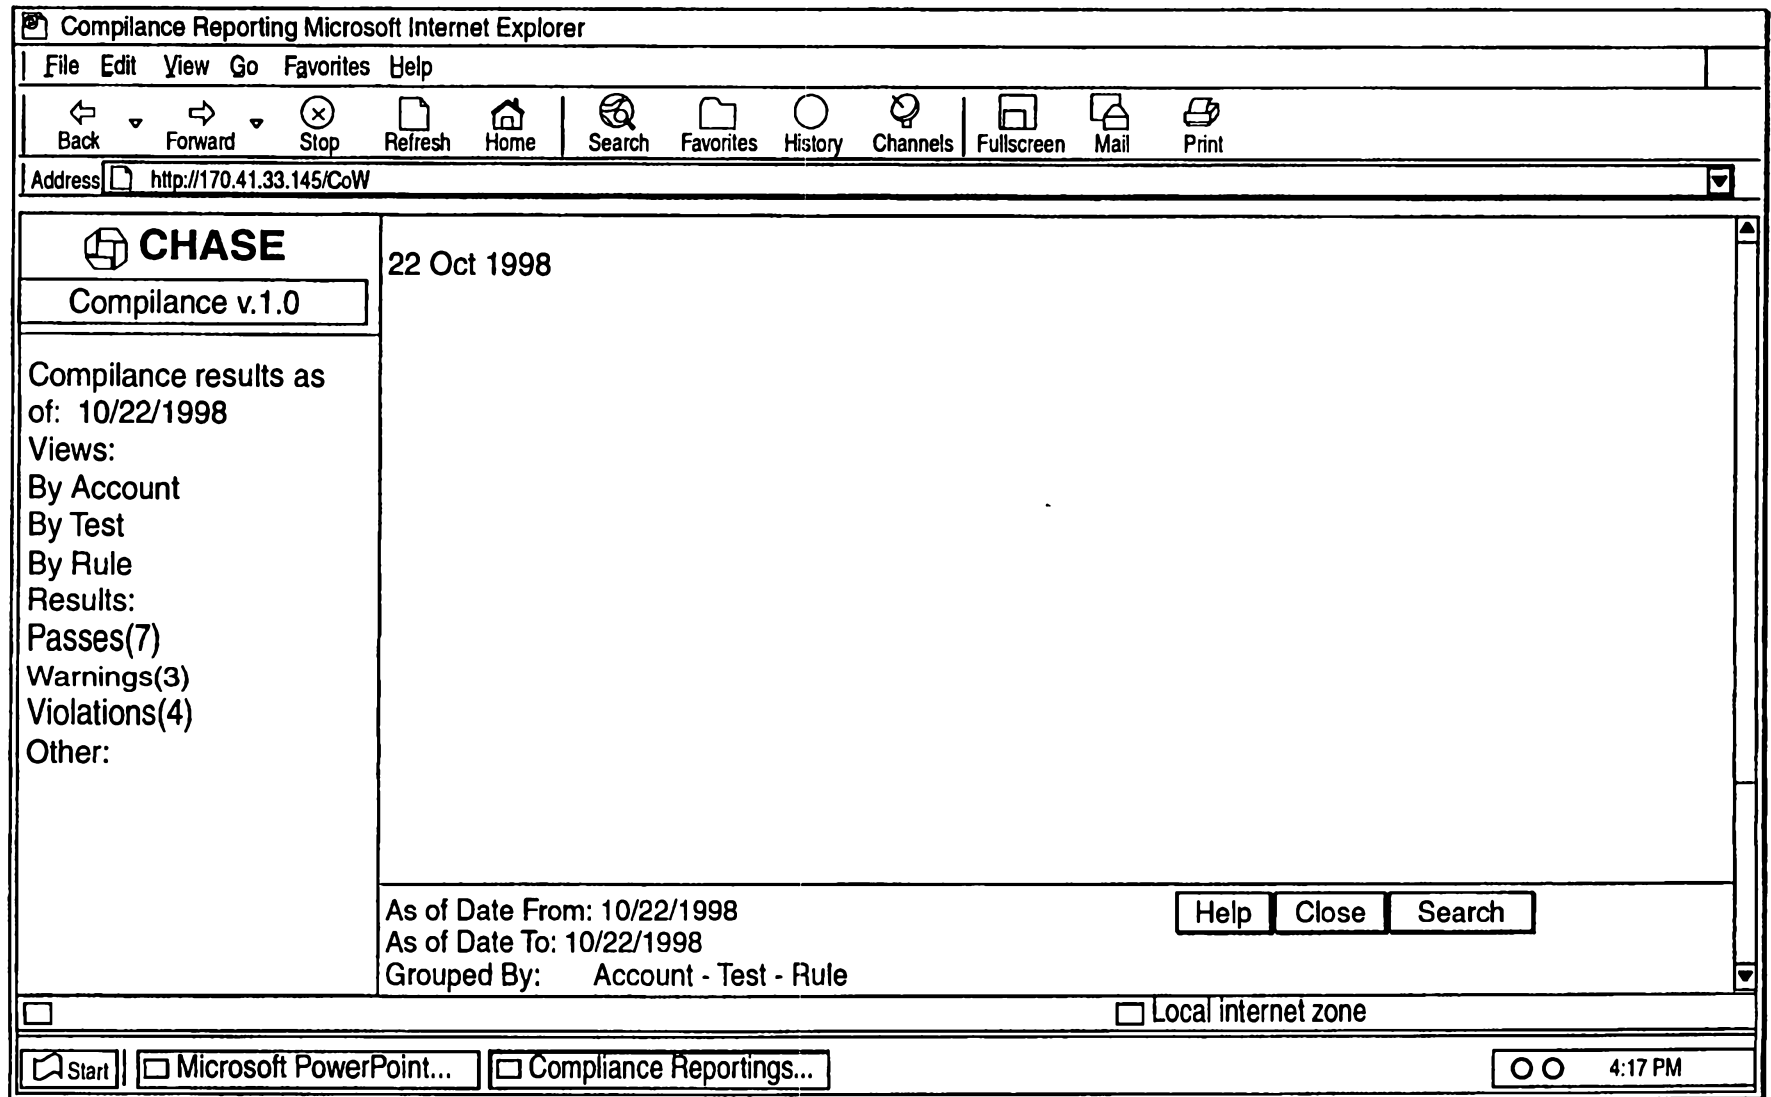 Compilance Reporting Microsoft Internet Explorer
File Edit View Go Favorites Help
Back Forward Stop Refresh Home Search Favorites History Channels Fullscreen Mail Print
Address http://170.41.33.145/CoW
CHASE
Compilance v.1.0
Compilance results as
of: 10/22/1998
Views:
By Account
By Test
By Rule
Results:
Passes(7)
Warnings(3)
Violations(4)
Other:
22 Oct 1998
As of Date From: 10/22/1998
As of Date To: 10/22/1998
Grouped By: Account - Test - Rule
Help Close Search
Local internet zone
Start Microsoft PowerPoint... Compliance Reportings... 4:17 PM